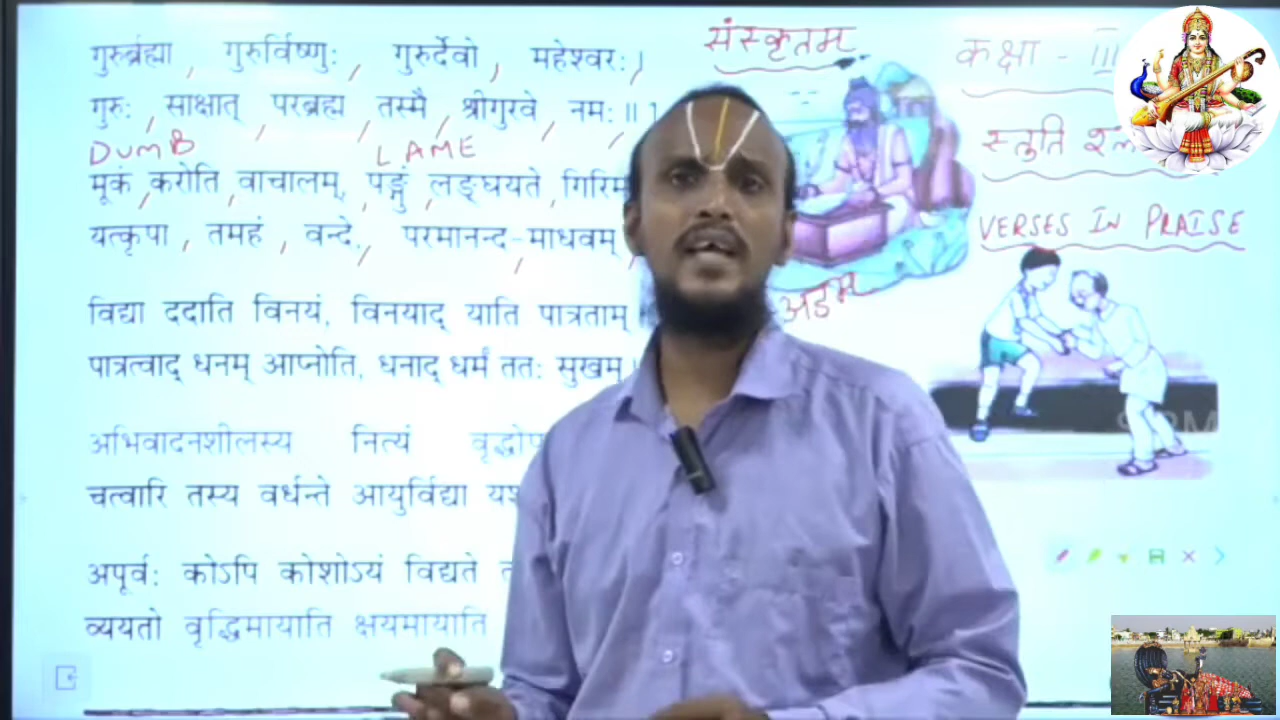 संस्कृतम्
कक्षा - III
स्तुति
VERSES IN PRAISE
गुरुर्ब्रह्मा , गुरुर्विष्णुः , गुरुर्देवो , महेश्वरः ।
गुरुः , साक्षात् , परब्रह्म , तस्मै , श्रीगुरवे , नमः ॥ 1
DUMB LAME
मूकं , करोति , वाचालम् , पङ्गुं , लङ्घयते , गिरिम्
यत्कृपा , तमहं , वन्दे , परमानन्द-माधवम्
विद्या ददाति विनयं, विनयाद् याति पात्रताम्
पात्रत्वाद् धनम् आप्नोति, धनाद् धर्मं ततः सुखम् ।
अभिवादनशीलस्य नित्यं
चत्वारि तस्य वर्धन्ते आयुर्विद्या
अपूर्वः कोऽपि कोशोऽयं विद्यते
व्ययतो वृद्धिमायाति क्षयमायाति